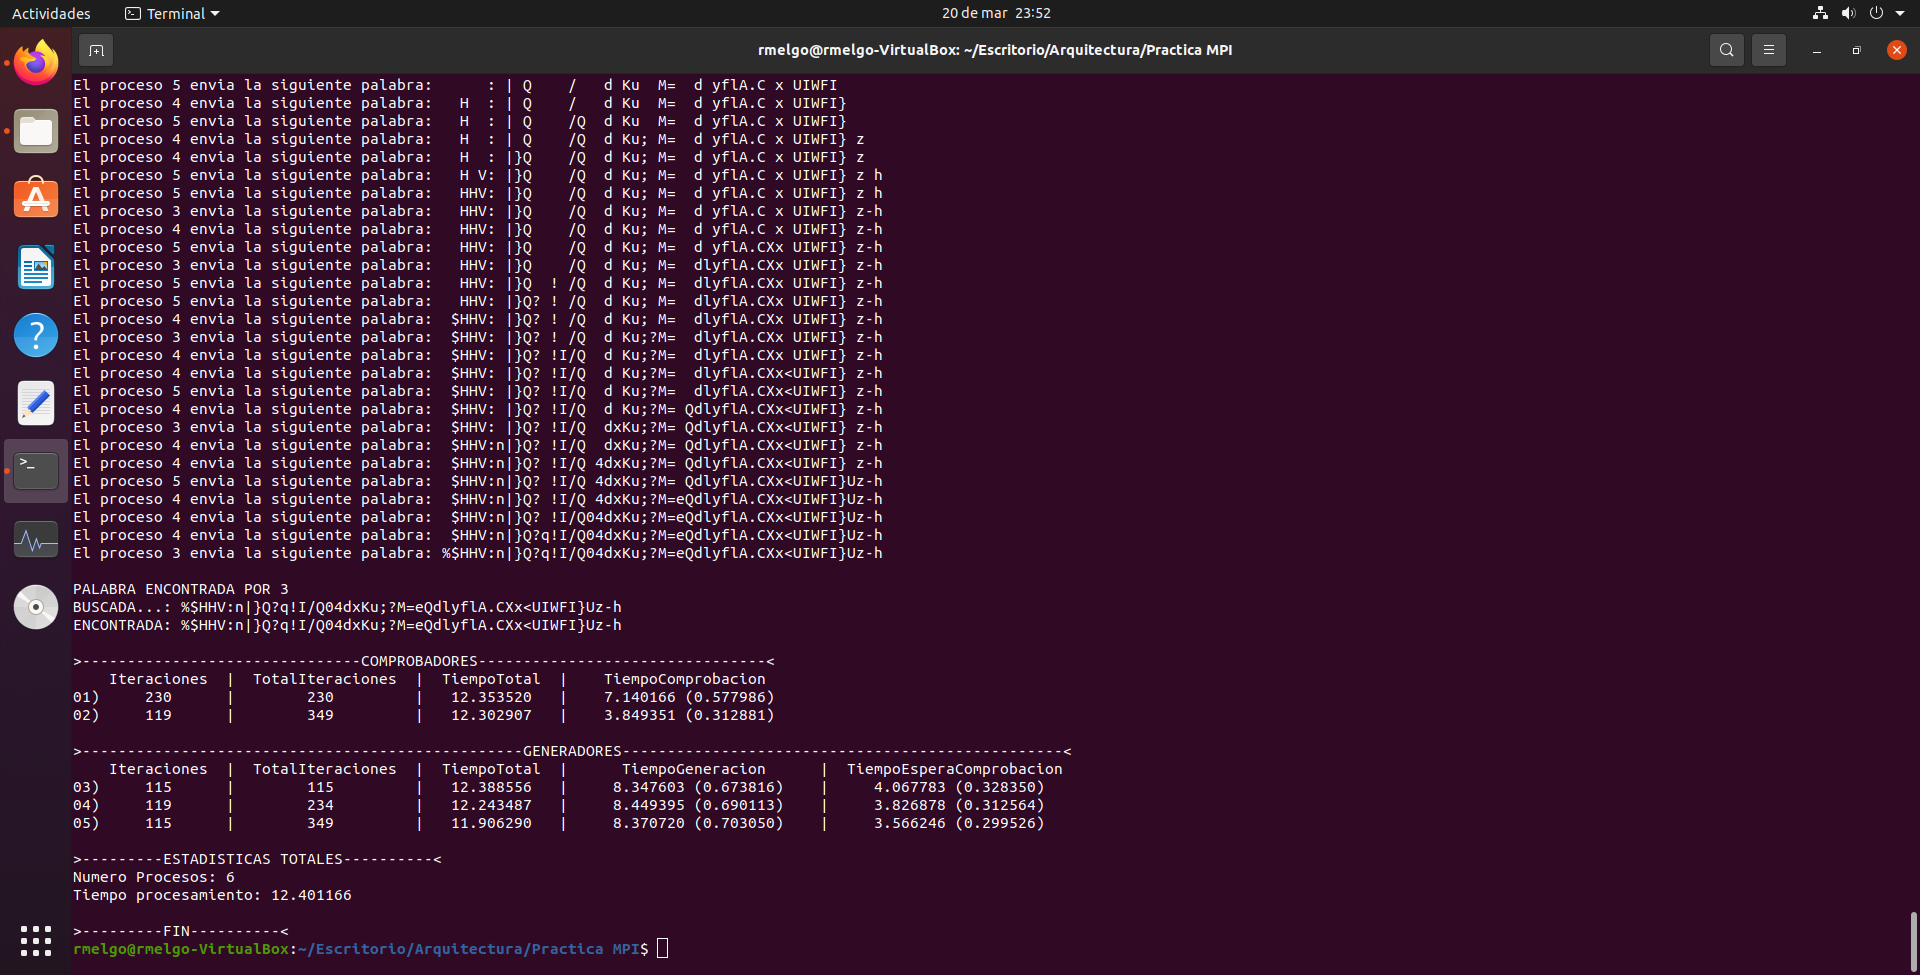 Actividades
Terminal
20 de mar  23:52
rmelgo@rmelgo-VirtualBox: ~/Escritorio/Arquitectura/Practica MPI
El proceso 5 envia la siguiente palabra:      : | Q    /   d Ku  M=  d yflA.C x UIWFI
El proceso 4 envia la siguiente palabra:   H  : | Q    /   d Ku  M=  d yflA.C x UIWFI}
El proceso 5 envia la siguiente palabra:   H  : | Q    /Q  d Ku  M=  d yflA.C x UIWFI}
El proceso 4 envia la siguiente palabra:   H  : | Q    /Q  d Ku; M=  d yflA.C x UIWFI} z
El proceso 4 envia la siguiente palabra:   H  : |}Q    /Q  d Ku; M=  d yflA.C x UIWFI} z
El proceso 5 envia la siguiente palabra:   H V: |}Q    /Q  d Ku; M=  d yflA.C x UIWFI} z h
El proceso 5 envia la siguiente palabra:   HHV: |}Q    /Q  d Ku; M=  d yflA.C x UIWFI} z h
El proceso 3 envia la siguiente palabra:   HHV: |}Q    /Q  d Ku; M=  d yflA.C x UIWFI} z-h
El proceso 4 envia la siguiente palabra:   HHV: |}Q    /Q  d Ku; M=  d yflA.C x UIWFI} z-h
El proceso 5 envia la siguiente palabra:   HHV: |}Q    /Q  d Ku; M=  d yflA.CXx UIWFI} z-h
El proceso 3 envia la siguiente palabra:   HHV: |}Q    /Q  d Ku; M=  dlyflA.CXx UIWFI} z-h
El proceso 5 envia la siguiente palabra:   HHV: |}Q  ! /Q  d Ku; M=  dlyflA.CXx UIWFI} z-h
El proceso 5 envia la siguiente palabra:   HHV: |}Q? ! /Q  d Ku; M=  dlyflA.CXx UIWFI} z-h
El proceso 4 envia la siguiente palabra:  $HHV: |}Q? ! /Q  d Ku; M=  dlyflA.CXx UIWFI} z-h
El proceso 3 envia la siguiente palabra:  $HHV: |}Q? ! /Q  d Ku;?M=  dlyflA.CXx UIWFI} z-h
El proceso 4 envia la siguiente palabra:  $HHV: |}Q? !I/Q  d Ku;?M=  dlyflA.CXx UIWFI} z-h
El proceso 4 envia la siguiente palabra:  $HHV: |}Q? !I/Q  d Ku;?M=  dlyflA.CXx<UIWFI} z-h
El proceso 5 envia la siguiente palabra:  $HHV: |}Q? !I/Q  d Ku;?M=  dlyflA.CXx<UIWFI} z-h
El proceso 4 envia la siguiente palabra:  $HHV: |}Q? !I/Q  d Ku;?M= QdlyflA.CXx<UIWFI} z-h
El proceso 3 envia la siguiente palabra:  $HHV: |}Q? !I/Q  dxKu;?M= QdlyflA.CXx<UIWFI} z-h
El proceso 4 envia la siguiente palabra:  $HHV:n|}Q? !I/Q  dxKu;?M= QdlyflA.CXx<UIWFI} z-h
El proceso 4 envia la siguiente palabra:  $HHV:n|}Q? !I/Q 4dxKu;?M= QdlyflA.CXx<UIWFI} z-h
El proceso 5 envia la siguiente palabra:  $HHV:n|}Q? !I/Q 4dxKu;?M= QdlyflA.CXx<UIWFI}Uz-h
El proceso 4 envia la siguiente palabra:  $HHV:n|}Q? !I/Q 4dxKu;?M=eQdlyflA.CXx<UIWFI}Uz-h
El proceso 4 envia la siguiente palabra:  $HHV:n|}Q? !I/Q04dxKu;?M=eQdlyflA.CXx<UIWFI}Uz-h
El proceso 4 envia la siguiente palabra:  $HHV:n|}Q?q!I/Q04dxKu;?M=eQdlyflA.CXx<UIWFI}Uz-h
El proceso 3 envia la siguiente palabra: %$HHV:n|}Q?q!I/Q04dxKu;?M=eQdlyflA.CXx<UIWFI}Uz-h
PALABRA ENCONTRADA POR 3
BUSCADA...: %$HHV:n|}Q?q!I/Q04dxKu;?M=eQdlyflA.CXx<UIWFI}Uz-h
ENCONTRADA: %$HHV:n|}Q?q!I/Q04dxKu;?M=eQdlyflA.CXx<UIWFI}Uz-h
>-------------------------------COMPROBADORES--------------------------------<
    Iteraciones  |  TotalIteraciones  |  TiempoTotal  |    TiempoComprobacion
01)     230      |        230         |   12.353520   |    7.140166 (0.577986)
02)     119      |        349         |   12.302907   |    3.849351 (0.312881)
>-------------------------------------------------GENERADORES-------------------------------------------------<
    Iteraciones  |  TotalIteraciones  |  TiempoTotal  |      TiempoGeneracion      |  TiempoEsperaComprobacion
03)     115      |        115         |   12.388556   |     8.347603 (0.673816)    |     4.067783 (0.328350)
04)     119      |        234         |   12.243487   |     8.449395 (0.690113)    |     3.826878 (0.312564)
05)     115      |        349         |   11.906290   |     8.370720 (0.703050)    |     3.566246 (0.299526)
>---------ESTADISTICAS TOTALES----------<
Numero Procesos: 6
Tiempo procesamiento: 12.401166
>---------FIN----------<
rmelgo@rmelgo-VirtualBox:~/Escritorio/Arquitectura/Practica MPI$